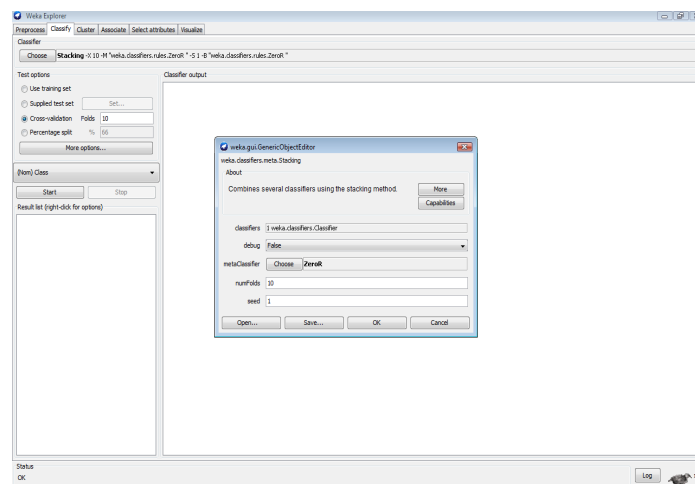 Weka Explorer
Preprocess Classify Cluster Associate Select attributes Visualize
Classifier
Choose Stacking -X 10 -M "weka.classifiers.rules.ZeroR " -S 1 -B "weka.classifiers.rules.ZeroR "
Test options
Use training set
Supplied test set Set...
Cross-validation Folds 10
Percentage split % 66
More options...
(Nom) Class
Start Stop
Result list (right-click for options)
Classifier output
weka.gui.GenericObjectEditor
weka.classifiers.meta.Stacking
About
Combines several classifiers using the stacking method.
More
Capabilities
classifiers 1 weka.classifiers.Classifier
debug False
metaClassifier Choose ZeroR
numFolds 10
seed 1
Open... Save... OK Cancel
Status
OK
Log